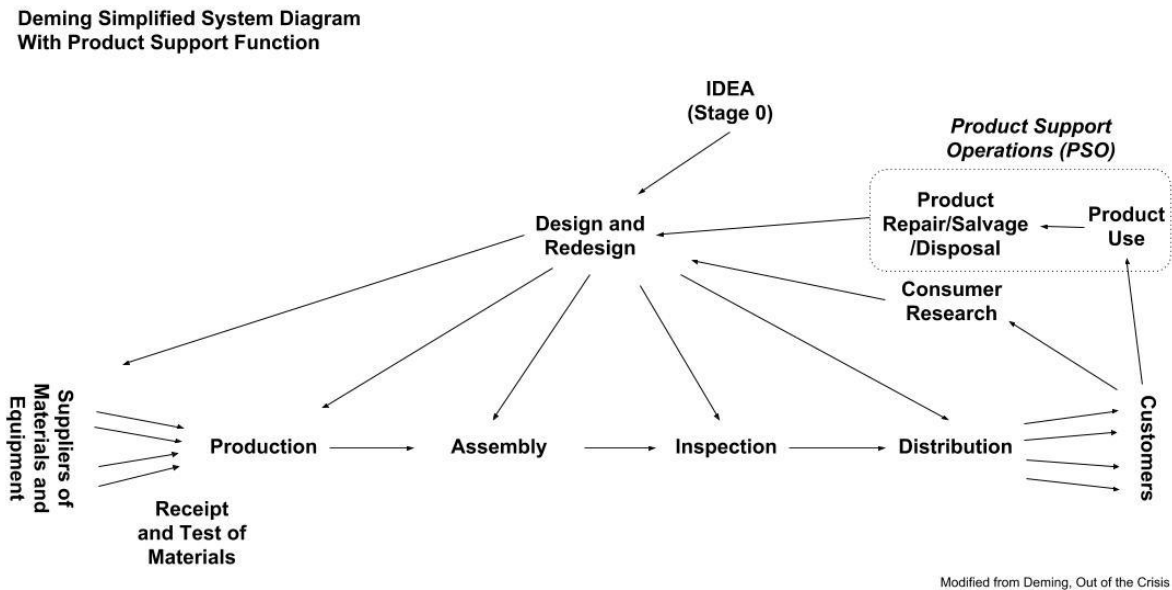 Deming Simplified System Diagram
With Product Support Function
IDEA
(Stage 0)
Product Support
Operations (PSO)
Product
Repair/Salvage
/Disposal
Product
Use
Design and
Redesign
Consumer
Research
Suppliers of
Materials and
Equipment
Production
Assembly
Inspection
Distribution
Customers
Receipt
and Test of
Materials
Modified from Deming, Out of the Crisis